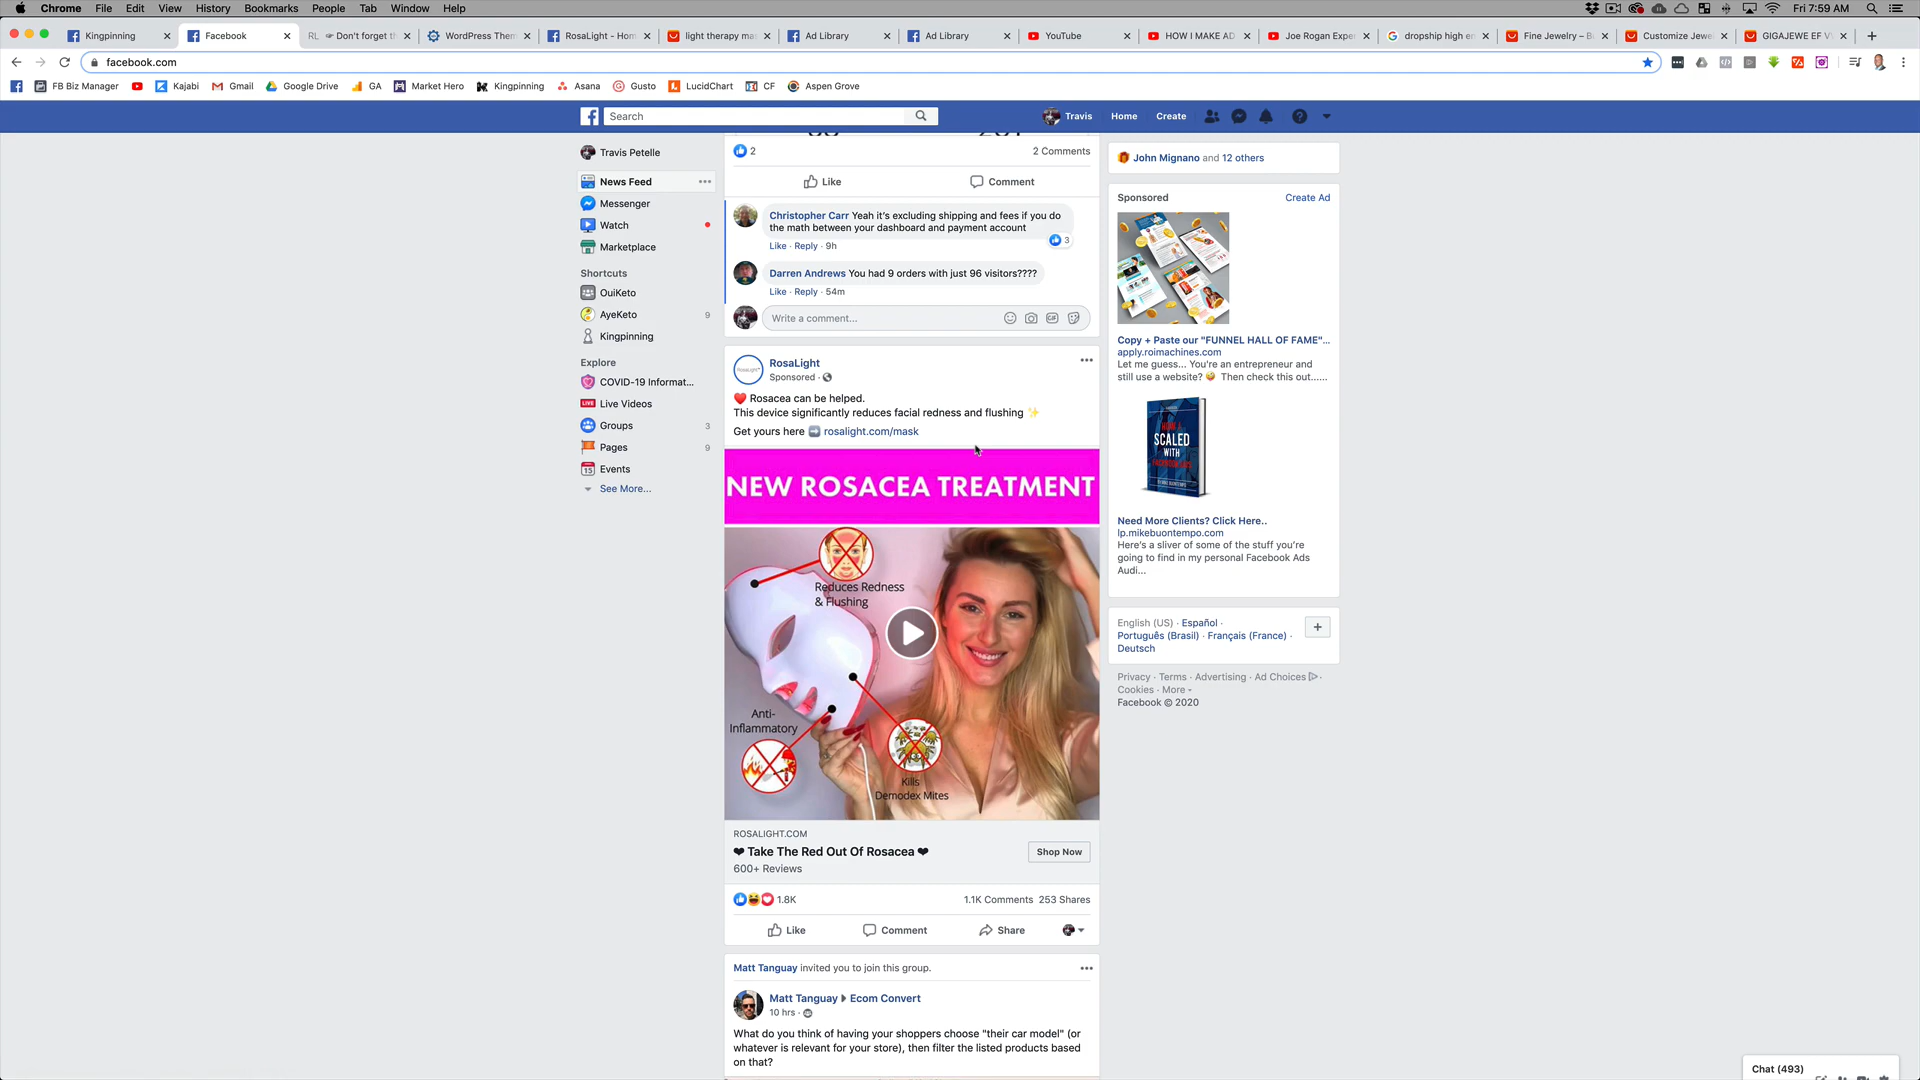 Chrome File Edit View History Bookmarks People Tab Window Help
Fri 7:59 AM
Kingpinning
Facebook
RL ☞ Don't forget t
WordPress Them
RosaLight - Hom
light therapy ma
Ad Library
Ad Library
YouTube
HOW I MAKE AD
Joe Rogan Expe
dropship high e
Fine Jewelry – B
Customize Jewe
GIGAJEWE EF V
facebook.com
FB Biz Manager
Kajabi
Gmail
Google Drive
GA
Market Hero
Kingpinning
Asana
Gusto
LucidChart
CF
Aspen Grove
Search
Travis
Home
Create
Travis Petelle
News Feed
Messenger
Watch
Marketplace
Shortcuts
OuiKeto
AyeKeto 9
Kingpinning
Explore
COVID-19 Informat...
LIVE Live Videos
Groups 3
Pages 9
15 Events
See More...
2
2 Comments
Like
Comment
Christopher Carr Yeah it's excluding shipping and fees if you do
the math between your dashboard and payment account
3
Like · Reply · 9h
Darren Andrews You had 9 orders with just 96 visitors????
Like · Reply · 54m
Write a comment...
GIF
RosaLight
Sponsored ·
❤️ Rosacea can be helped.
This device significantly reduces facial redness and flushing ✨
Get yours here ➡️ rosalight.com/mask
NEW ROSACEA TREATMENT
Reduces Redness
& Flushing
Anti-
Inflammatory
Kills
Demodex Mites
ROSALIGHT.COM
❤ Take The Red Out Of Rosacea ❤
600+ Reviews
Shop Now
1.8K
1.1K Comments 253 Shares
Like
Comment
Share
Matt Tanguay invited you to join this group.
Matt Tanguay ▸ Ecom Convert
10 hrs ·
What do you think of having your shoppers choose "their car model" (or
whatever is relevant for your store), then filter the listed products based
on that?
John Mignano and 12 others
Sponsored
Create Ad
Copy + Paste our "FUNNEL HALL OF FAME"...
apply.roimachines.com
Let me guess... You're an entrepreneur and
still use a website? 🤪 Then check this out......
SCALED
WITH
Need More Clients? Click Here..
lp.mikebuontempo.com
Here's a sliver of some of the stuff you're
going to find in my personal Facebook Ads
Audi...
English (US) · Español ·
Português (Brasil) · Français (France) ·
Deutsch
Privacy · Terms · Advertising · Ad Choices ·
Cookies · More
Facebook © 2020
Chat (493)